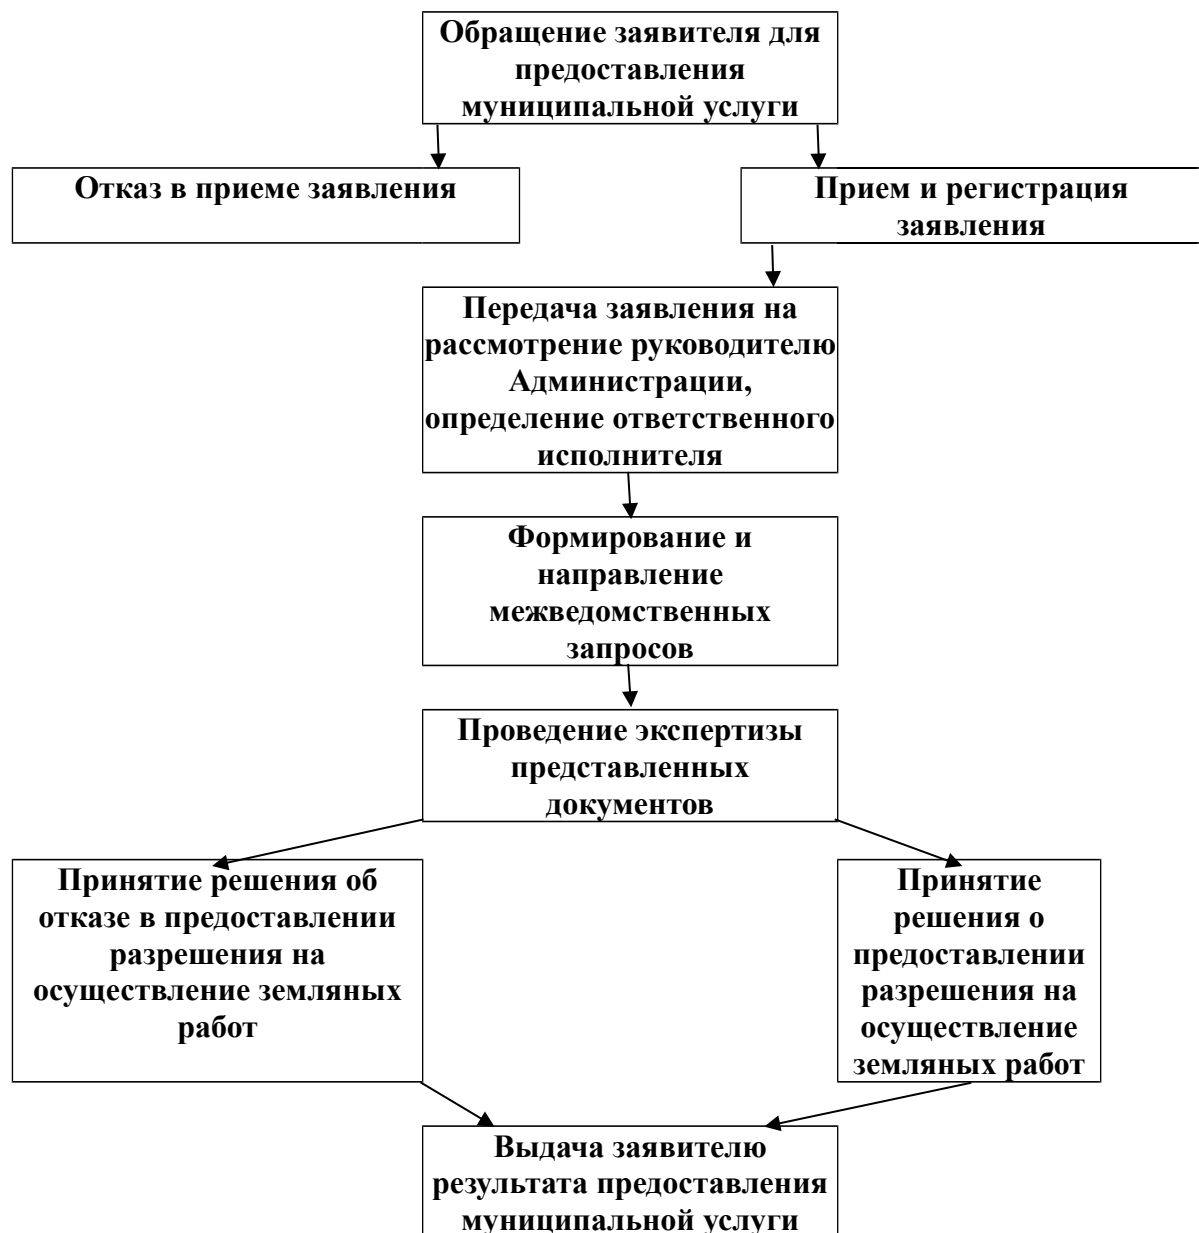 Обращение заявителя для
предоставления
муниципальной услуги
Отказ в приеме заявления
Прием и регистрация
заявления
Передача заявления на
рассмотрение руководителю
Администрации,
определение ответственного
исполнителя
Формирование и
направление
межведомственных
запросов
Проведение экспертизы
представленных
документов
Принятие решения об
отказе в предоставлении
разрешения на
осуществление земляных
работ
Принятие
решения о
предоставлении
разрешения на
осуществление
земляных работ
Выдача заявителю
результата предоставления
муниципальной услуги